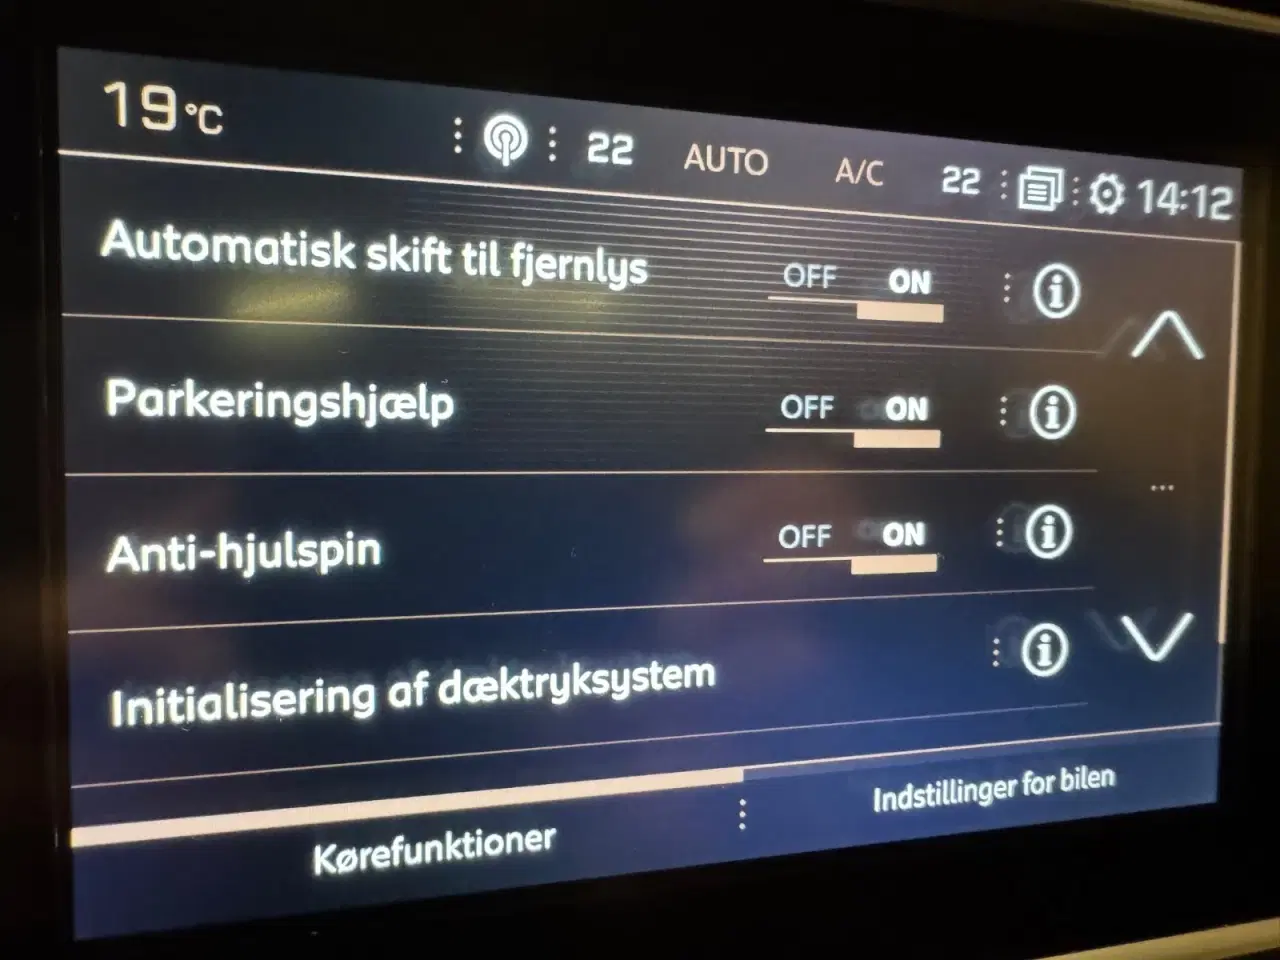 19°C 22 AUTO A/C 22 14:12
Automatisk skift til fjernlys OFF ON
Parkeringshjælp OFF ON
Anti-hjulspin OFF ON
Initialisering af dæktryksystem
Kørefunktioner Indstillinger for bilen